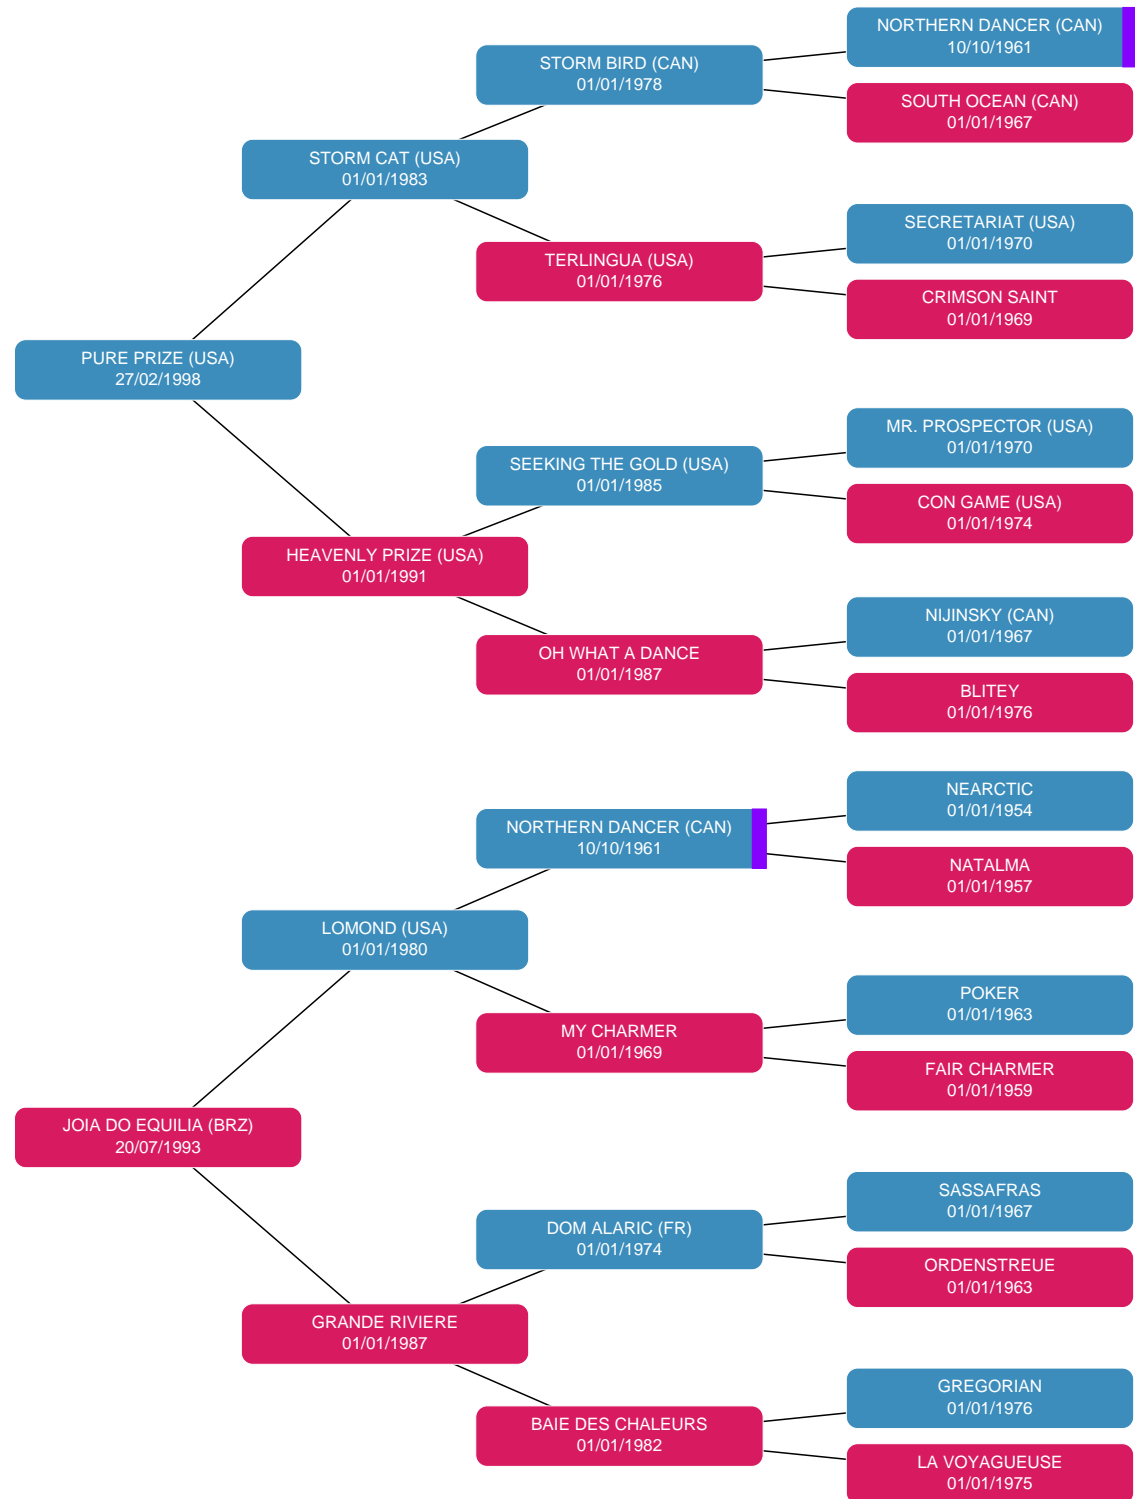 NORTHERN DANCER (CAN)
10/10/1961
STORM BIRD (CAN)
01/01/1978
SOUTH OCEAN (CAN)
01/01/1967
STORM CAT (USA)
01/01/1983
SECRETARIAT (USA)
01/01/1970
TERLINGUA (USA)
01/01/1976
CRIMSON SAINT
01/01/1969
PURE PRIZE (USA)
27/02/1998
MR. PROSPECTOR (USA)
01/01/1970
SEEKING THE GOLD (USA)
01/01/1985
CON GAME (USA)
01/01/1974
HEAVENLY PRIZE (USA)
01/01/1991
NIJINSKY (CAN)
01/01/1967
OH WHAT A DANCE
01/01/1987
BLITEY
01/01/1976
NEARCTIC
01/01/1954
NORTHERN DANCER (CAN)
10/10/1961
NATALMA
01/01/1957
LOMOND (USA)
01/01/1980
POKER
01/01/1963
MY CHARMER
01/01/1969
FAIR CHARMER
01/01/1959
JOIA DO EQUILIA (BRZ)
20/07/1993
SASSAFRAS
01/01/1967
DOM ALARIC (FR)
01/01/1974
ORDENSTREUE
01/01/1963
GRANDE RIVIERE
01/01/1987
GREGORIAN
01/01/1976
BAIE DES CHALEURS
01/01/1982
LA VOYAGUEUSE
01/01/1975